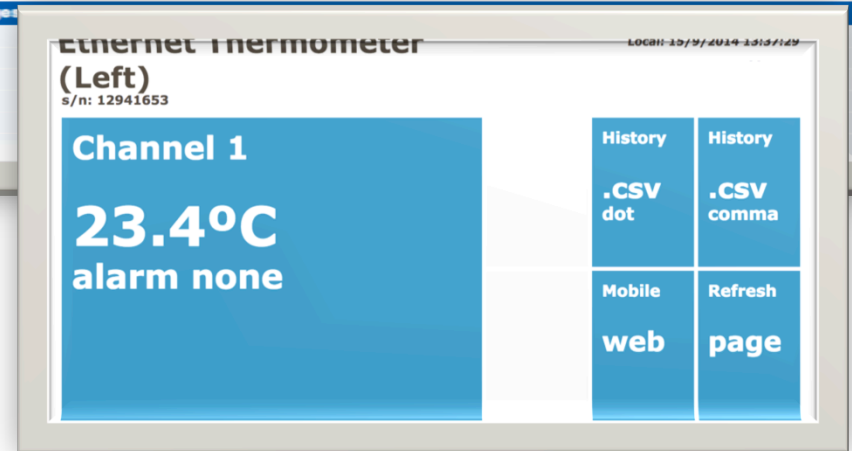 Ethernet Thermometer
(Left)
s/n: 12941653
Local: 15/9/2014 13:37:29
Channel 1
23.4ºC
alarm none
History
.CSV
dot
History
.CSV
comma
Mobile
web
Refresh
page